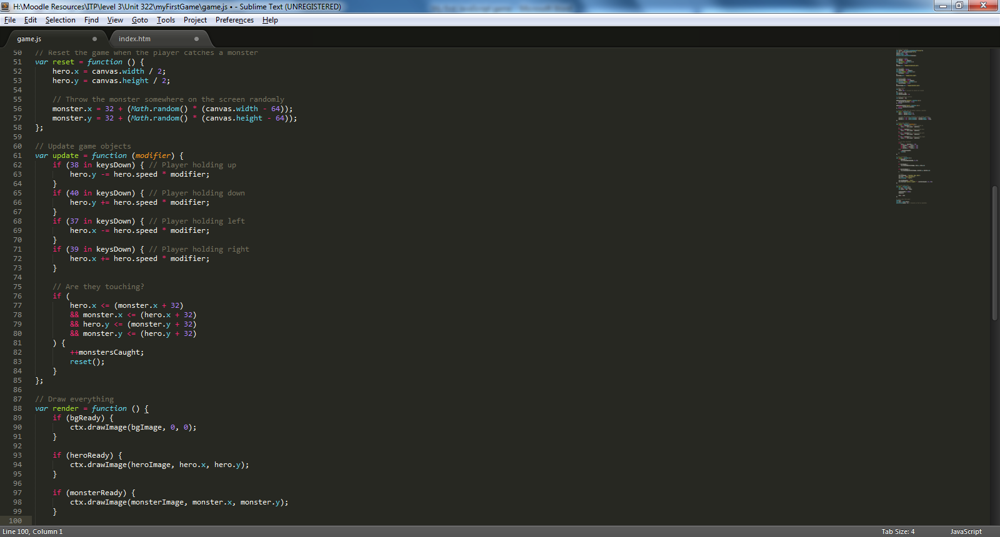 H:\Moodle Resources\ITP\level 3\Unit 322\myFirstGame\game.js • - Sublime Text (UNREGISTERED)
File Edit Selection Find View Goto Tools Project Preferences Help
game.js index.htm
50 // Reset the game when the player catches a monster
51 var reset = function () {
52     hero.x = canvas.width / 2;
53     hero.y = canvas.height / 2;
54
55     // Throw the monster somewhere on the screen randomly
56     monster.x = 32 + (Math.random() * (canvas.width - 64));
57     monster.y = 32 + (Math.random() * (canvas.height - 64));
58 };
59
60 // Update game objects
61 var update = function (modifier) {
62     if (38 in keysDown) { // Player holding up
63         hero.y -= hero.speed * modifier;
64     }
65     if (40 in keysDown) { // Player holding down
66         hero.y += hero.speed * modifier;
67     }
68     if (37 in keysDown) { // Player holding left
69         hero.x -= hero.speed * modifier;
70     }
71     if (39 in keysDown) { // Player holding right
72         hero.x += hero.speed * modifier;
73     }
74
75     // Are they touching?
76     if (
77         hero.x <= (monster.x + 32)
78         && monster.x <= (hero.x + 32)
79         && hero.y <= (monster.y + 32)
80         && monster.y <= (hero.y + 32)
81     ) {
82         ++monstersCaught;
83         reset();
84     }
85 };
86
87 // Draw everything
88 var render = function () {
89     if (bgReady) {
90         ctx.drawImage(bgImage, 0, 0);
91     }
92
93     if (heroReady) {
94         ctx.drawImage(heroImage, hero.x, hero.y);
95     }
96
97     if (monsterReady) {
98         ctx.drawImage(monsterImage, monster.x, monster.y);
99     }
100
Line 100, Column 1 Tab Size: 4 JavaScript